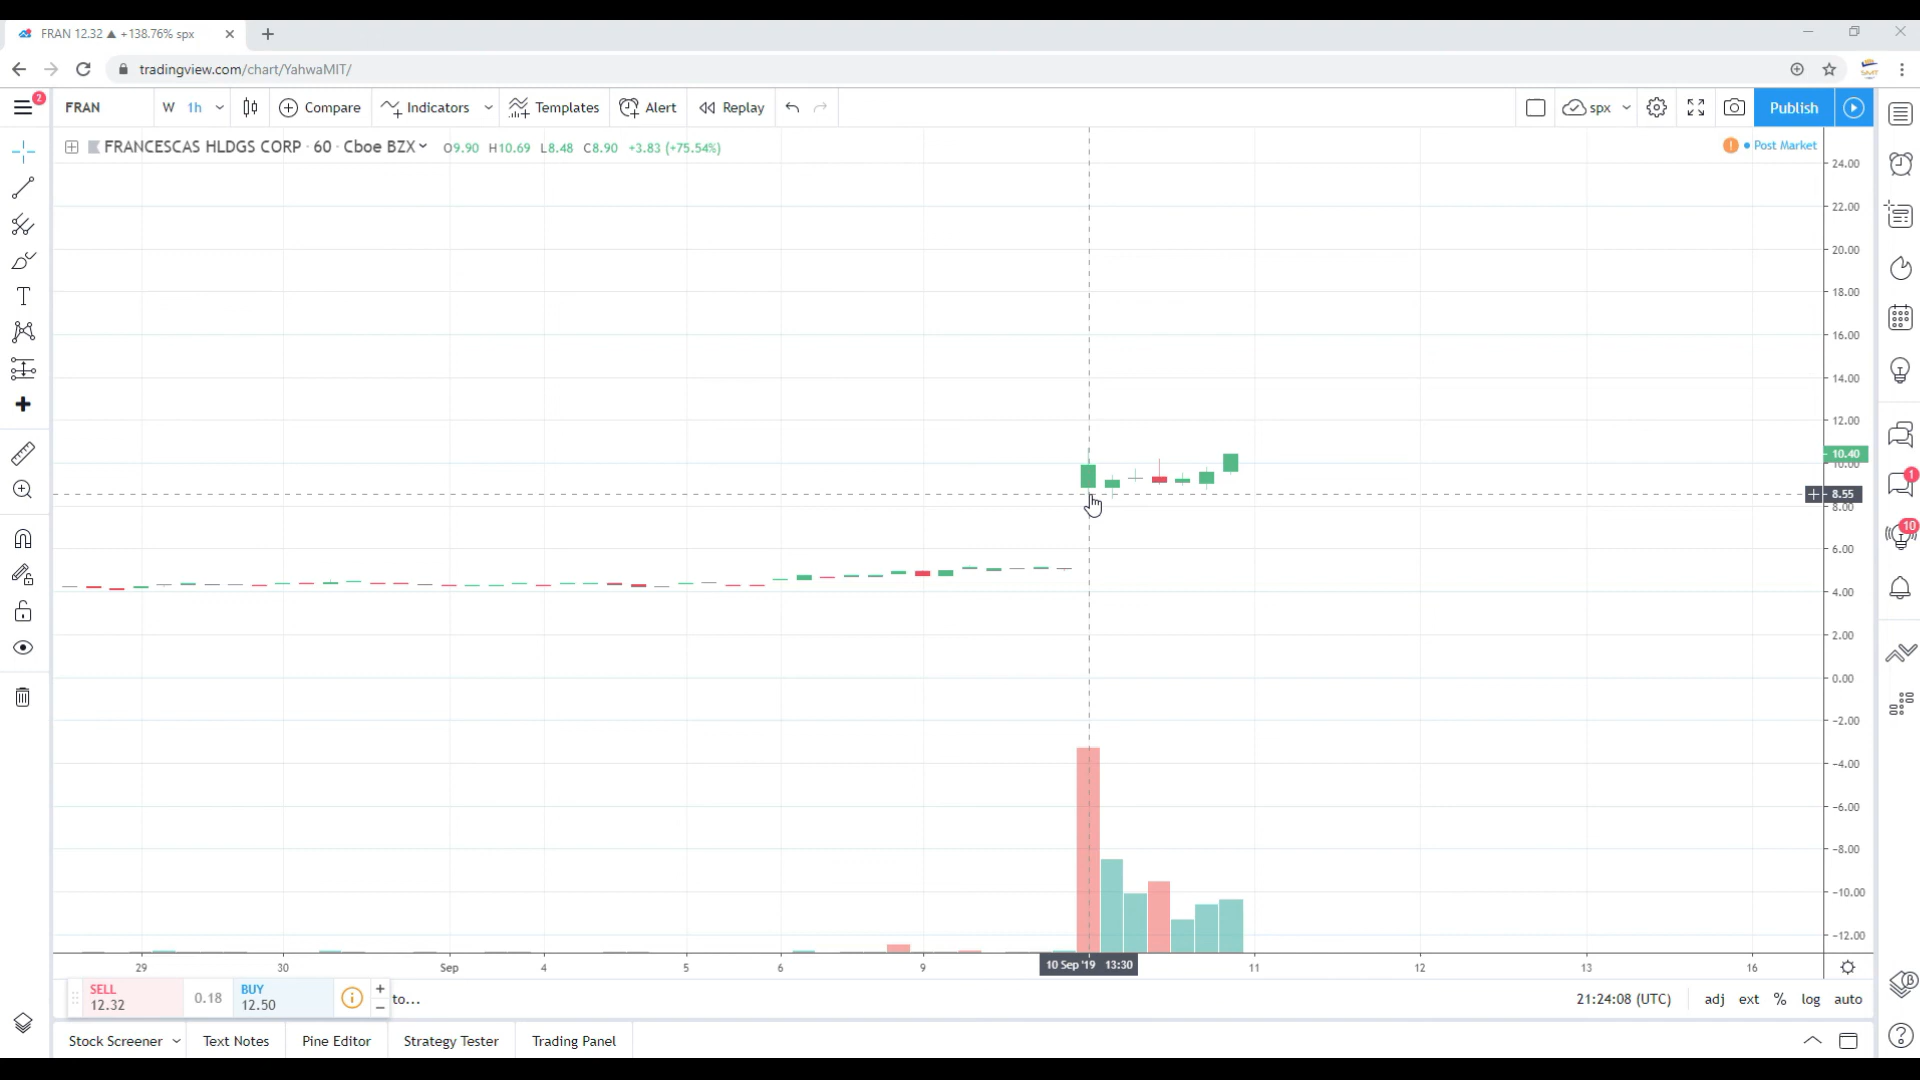 FRAN 12.32 ▲ +138.76% spx
tradingview.com/chart/YahwaMIT/
2
FRAN
W 1h
Compare
Indicators
Templates
Alert
Replay
spx
Publish
FRANCESCAS HLDGS CORP · 60 · Cboe BZX O9.90 H10.69 L8.48 C8.90 +3.83 (+75.54%)
! • Post Market
24.00
22.00
20.00
18.00
16.00
14.00
12.00
10.40
10.00
8.55
8.00
6.00
4.00
2.00
0.00
−2.00
−4.00
−6.00
−8.00
−10.00
−12.00
1
10
29 30 Sep 4 5 6 9 10 Sep '19 13:30 11 12 13 16
SELL
12.32
0.18
BUY
12.50
to...
21:24:08 (UTC) adj ext % log auto
Stock Screener Text Notes Pine Editor Strategy Tester Trading Panel